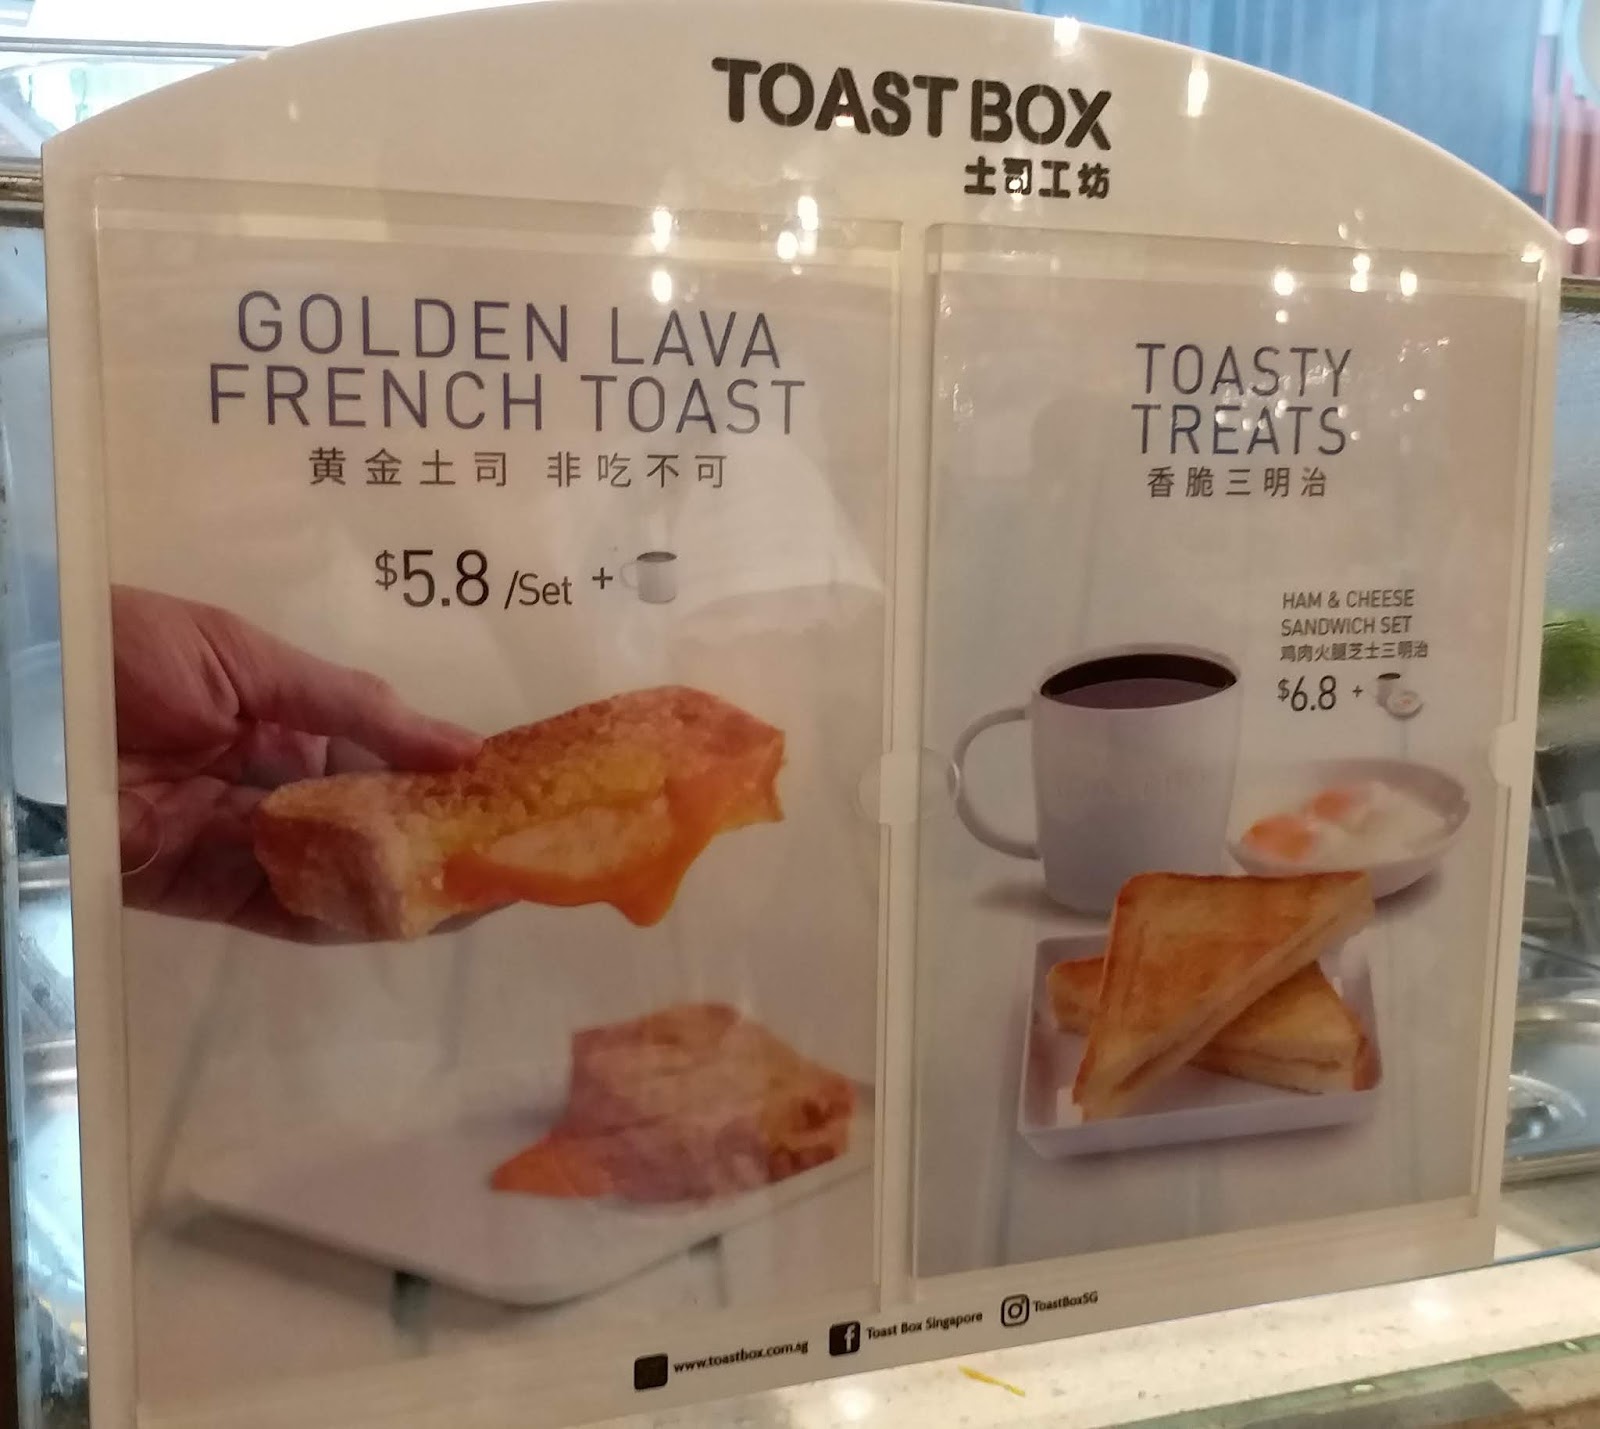 TOAST BOX
土司工坊
GOLDEN LAVA
FRENCH TOAST
黄金土司 非吃不可
$5.8 /Set +
TOASTY
TREATS
香脆三明治
HAM & CHEESE
SANDWICH SET
鸡肉火腿芝士三明治
$6.8 +
www.toastbox.com.sg
f Toast Box Singapore
ToastBoxSG